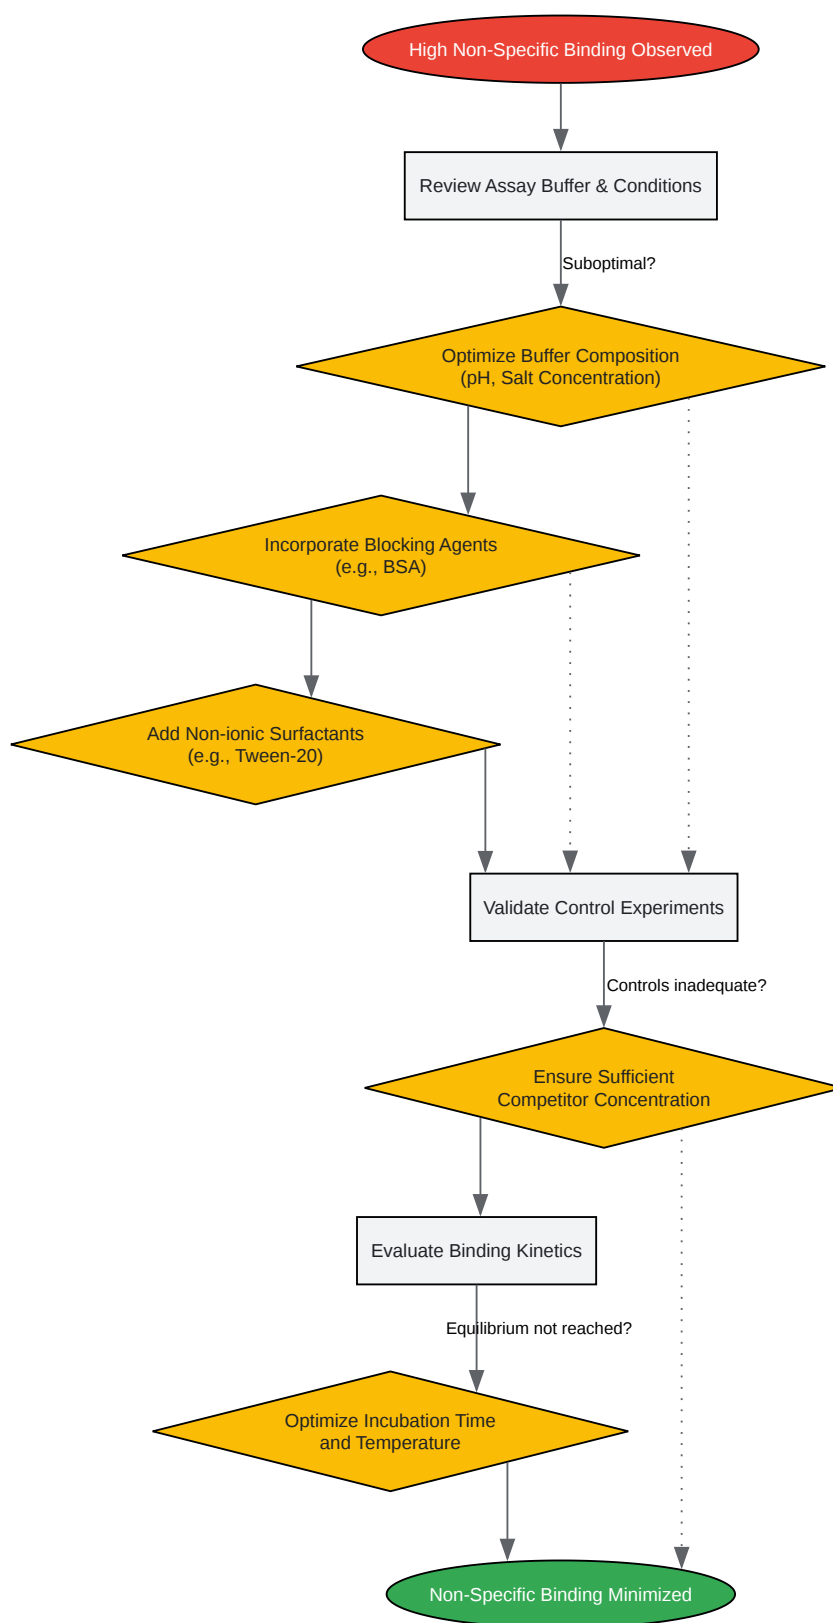 High Non-Specific Binding Observed
Review Assay Buffer & Conditions
Suboptimal?
Optimize Buffer Composition
(pH, Salt Concentration)
Incorporate Blocking Agents
(e.g., BSA)
Add Non-ionic Surfactants
(e.g., Tween-20)
Validate Control Experiments
Controls inadequate?
Ensure Sufficient
Competitor Concentration
Evaluate Binding Kinetics
Equilibrium not reached?
Optimize Incubation Time
and Temperature
Non-Specific Binding Minimized